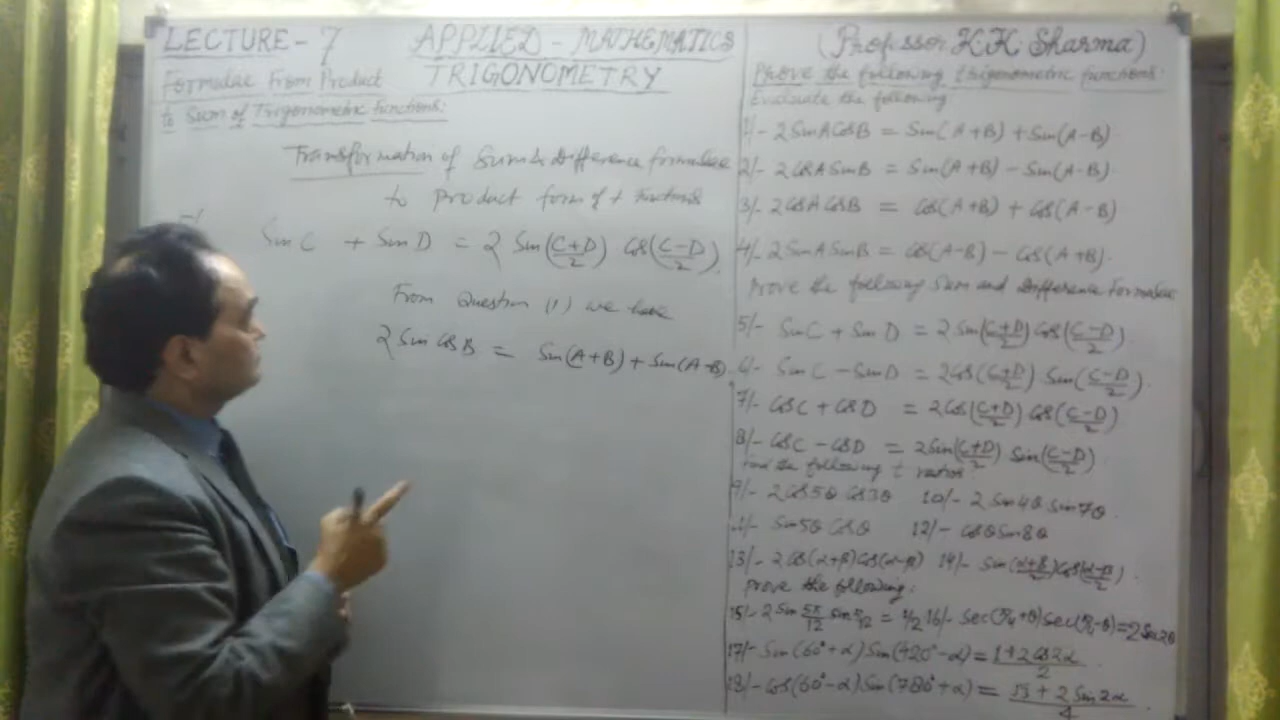 LECTURE- 7 APPLIED - MATHEMATICS (Professor KK Sharma)
Formulae From Product TRIGONOMETRY
to Sum of Trigonometric functions:
Transformation of Sum & Difference formulae
to product form of t functions
Sin C + Sin D = 2 Sin(C+D/2) Cos(C-D/2)
From Question (1) we have
2 Sin Cos B = Sin(A+B) + Sin(A-B)
Prove the following trigonometric functions:
Evaluate the following
1/- 2 Sin A Cos B = Sin(A+B) + Sin(A-B)
2/- 2 Cos A Sin B = Sin(A+B) - Sin(A-B)
3/- 2 Cos A Cos B = Cos(A+B) + Cos(A-B)
4/- 2 Sin A Sin B = Cos(A-B) - Cos(A+B)
Prove the following Sum and Difference Formulae
5/- Sin C + Sin D = 2 Sin(C+D/2) Cos(C-D/2)
6/- Sin C - Sin D = 2 Cos(C+D/2) Sin(C-D/2).
7/- Cos C + Cos D = 2 Cos(C+D/2) Cos(C-D/2)
8/- Cos C - Cos D = 2 Sin(C+D/2) Sin(C-D/2)
find the following t ratios
9/- 2 Cos 5θ Cos 3θ 10/- 2 Sin 4θ Sin 7θ.
11/- Sin 5θ Cos θ 12/- Cos θ Sin 8θ
13/- 2 Cos(α+β) Cos(α-β) 14/- Sin(α+β/2) Cos(α-β/2).
Prove the following:
15/- 2 Sin 5π/12 Sin π/12 = 1/2 16/- Sec(π/4+θ) Sec(π/4-θ) = 2 Sec 2θ
17/- Sin(60°+α) Sin(420°-α) = 1+2 Cos 2α/2
18/- Cos(60°-α) Sin(780°+α) = √3 + 2 Sin 2α/4